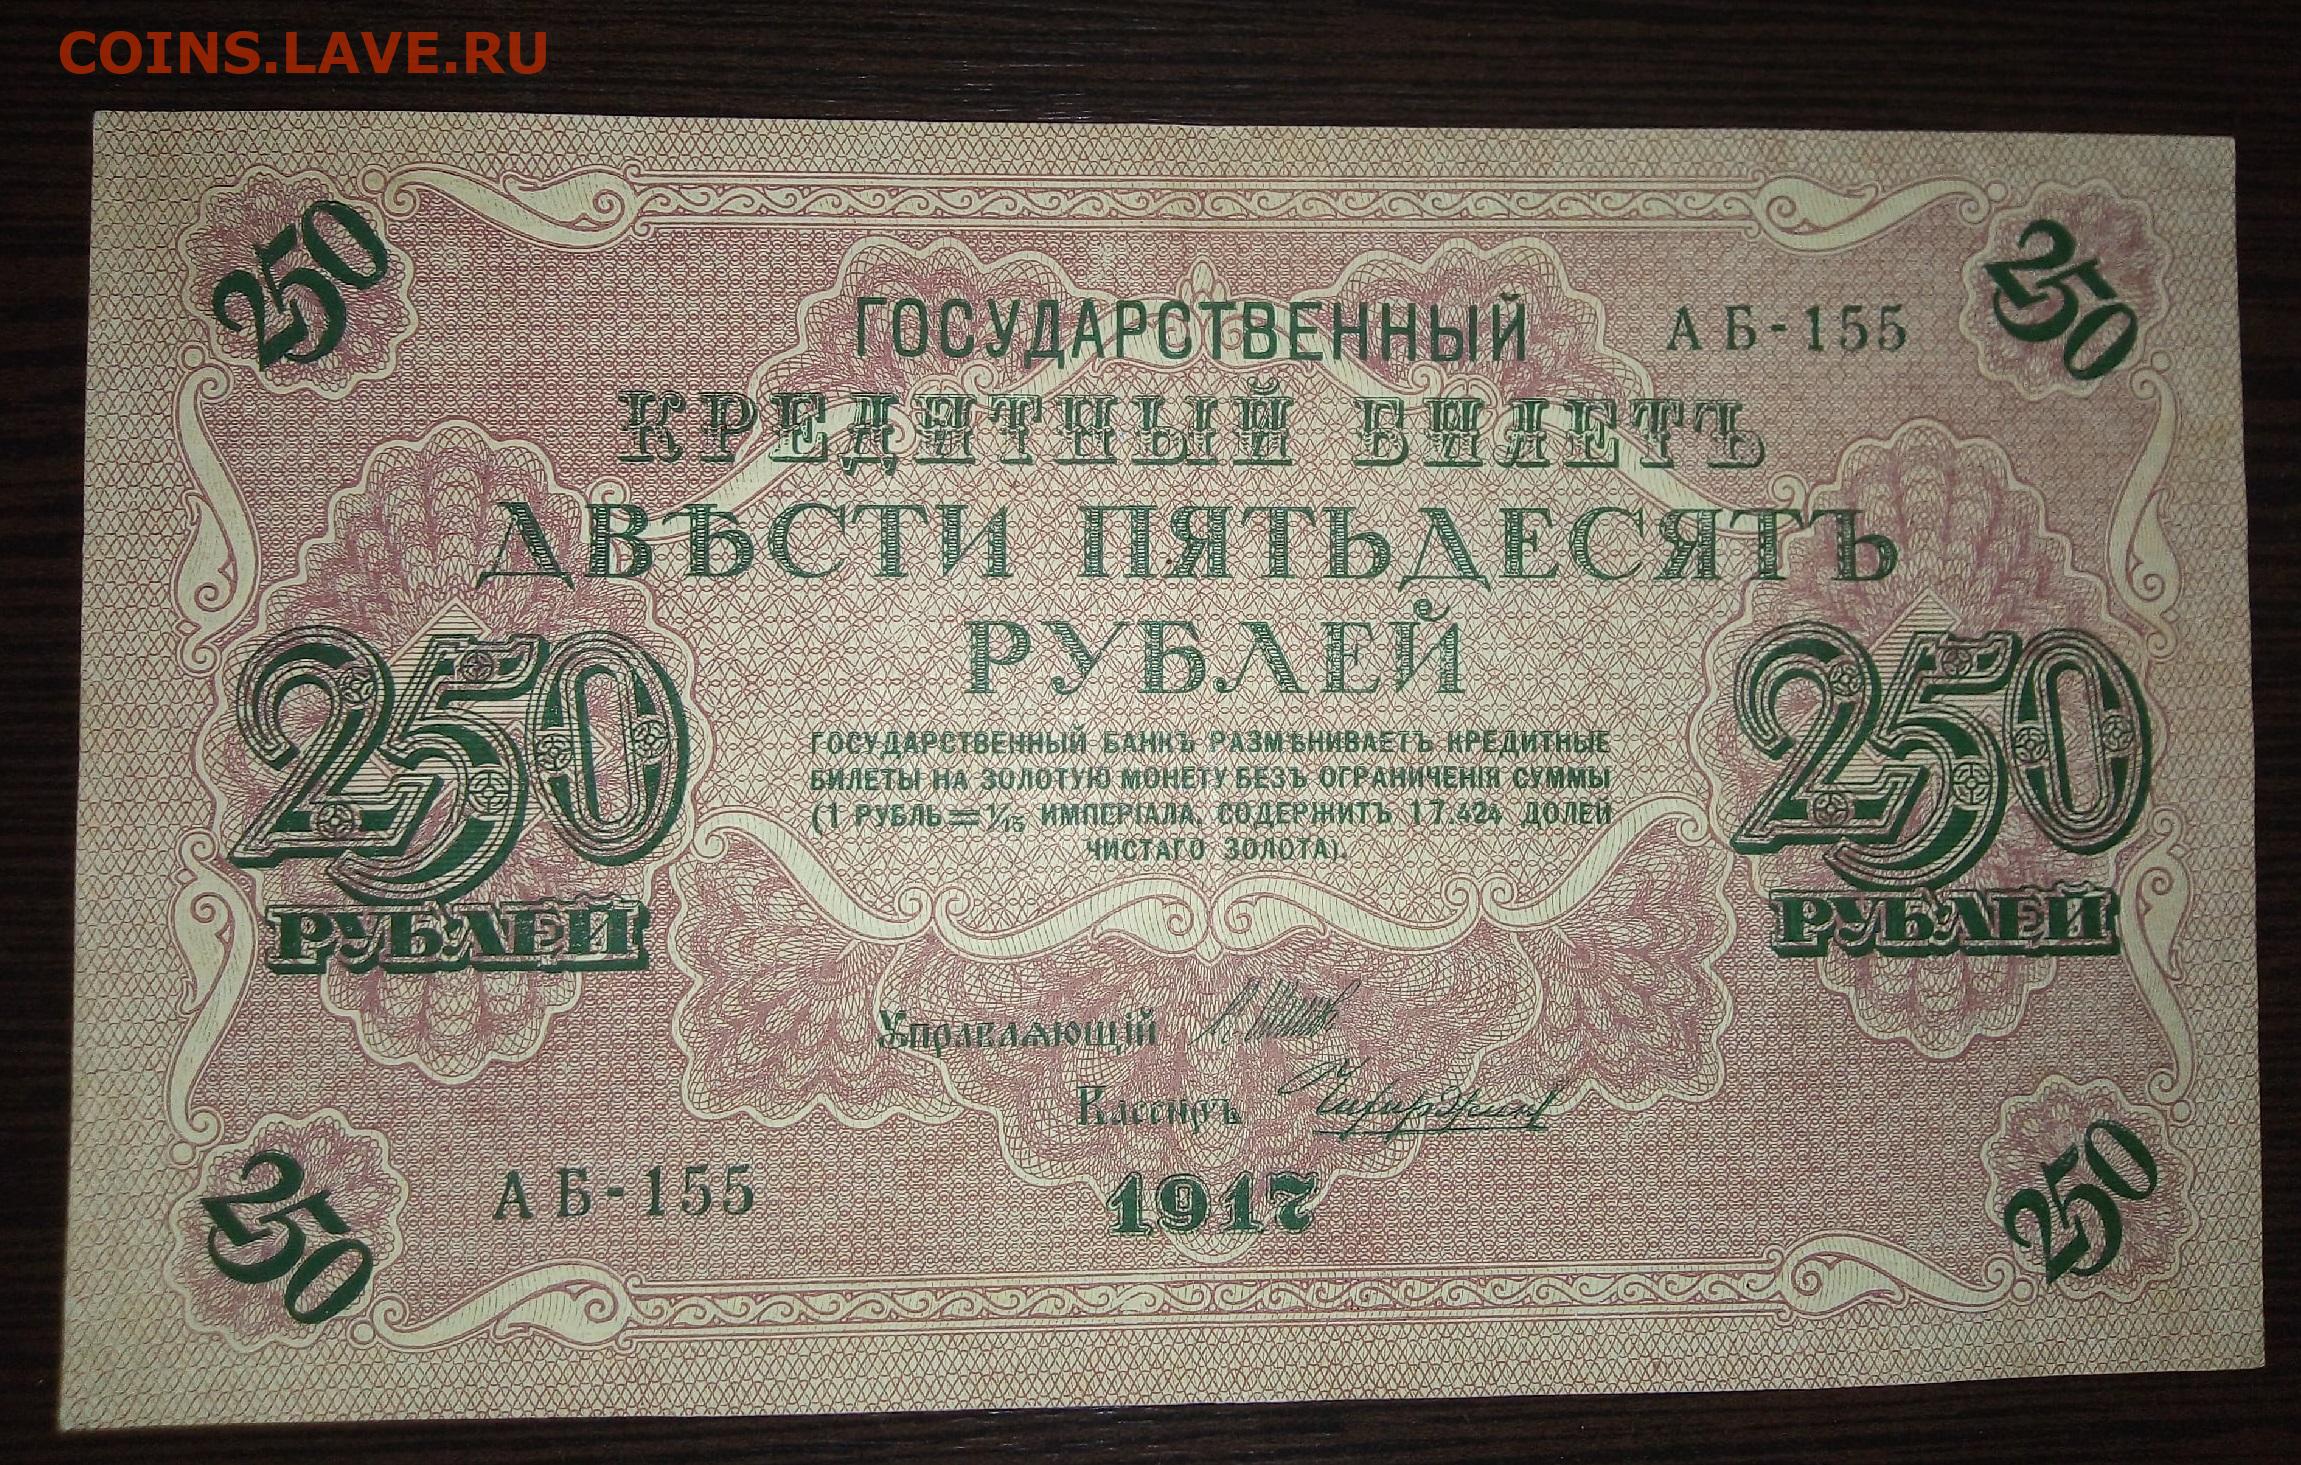 COINS.LAVE.RU
250
250
ГОСУДАРСТВЕННЫЙ
АБ-155
КРЕДИТНЫЙ БИЛЕТЪ
ДВѢСТИ ПЯТЬДЕСЯТЪ
РУБЛЕЙ
250
РУБЛЕЙ
250
РУБЛЕЙ
ГОСУДАРСТВЕННЫЙ БАНКЪ РАЗМѢНИВАЕТЪ КРЕДИТНЫЕ
БИЛЕТЫ НА ЗОЛОТУЮ МОНЕТУ БЕЗЪ ОГРАНИЧЕНІЯ СУММЫ
(1 РУБЛЬ = 1/15 ИМПЕРІАЛА, СОДЕРЖИТЪ 17.424 ДОЛЕЙ
ЧИСТАГО ЗОЛОТА).
Управляющій
Кассиръ
АБ-155
1917
250
250